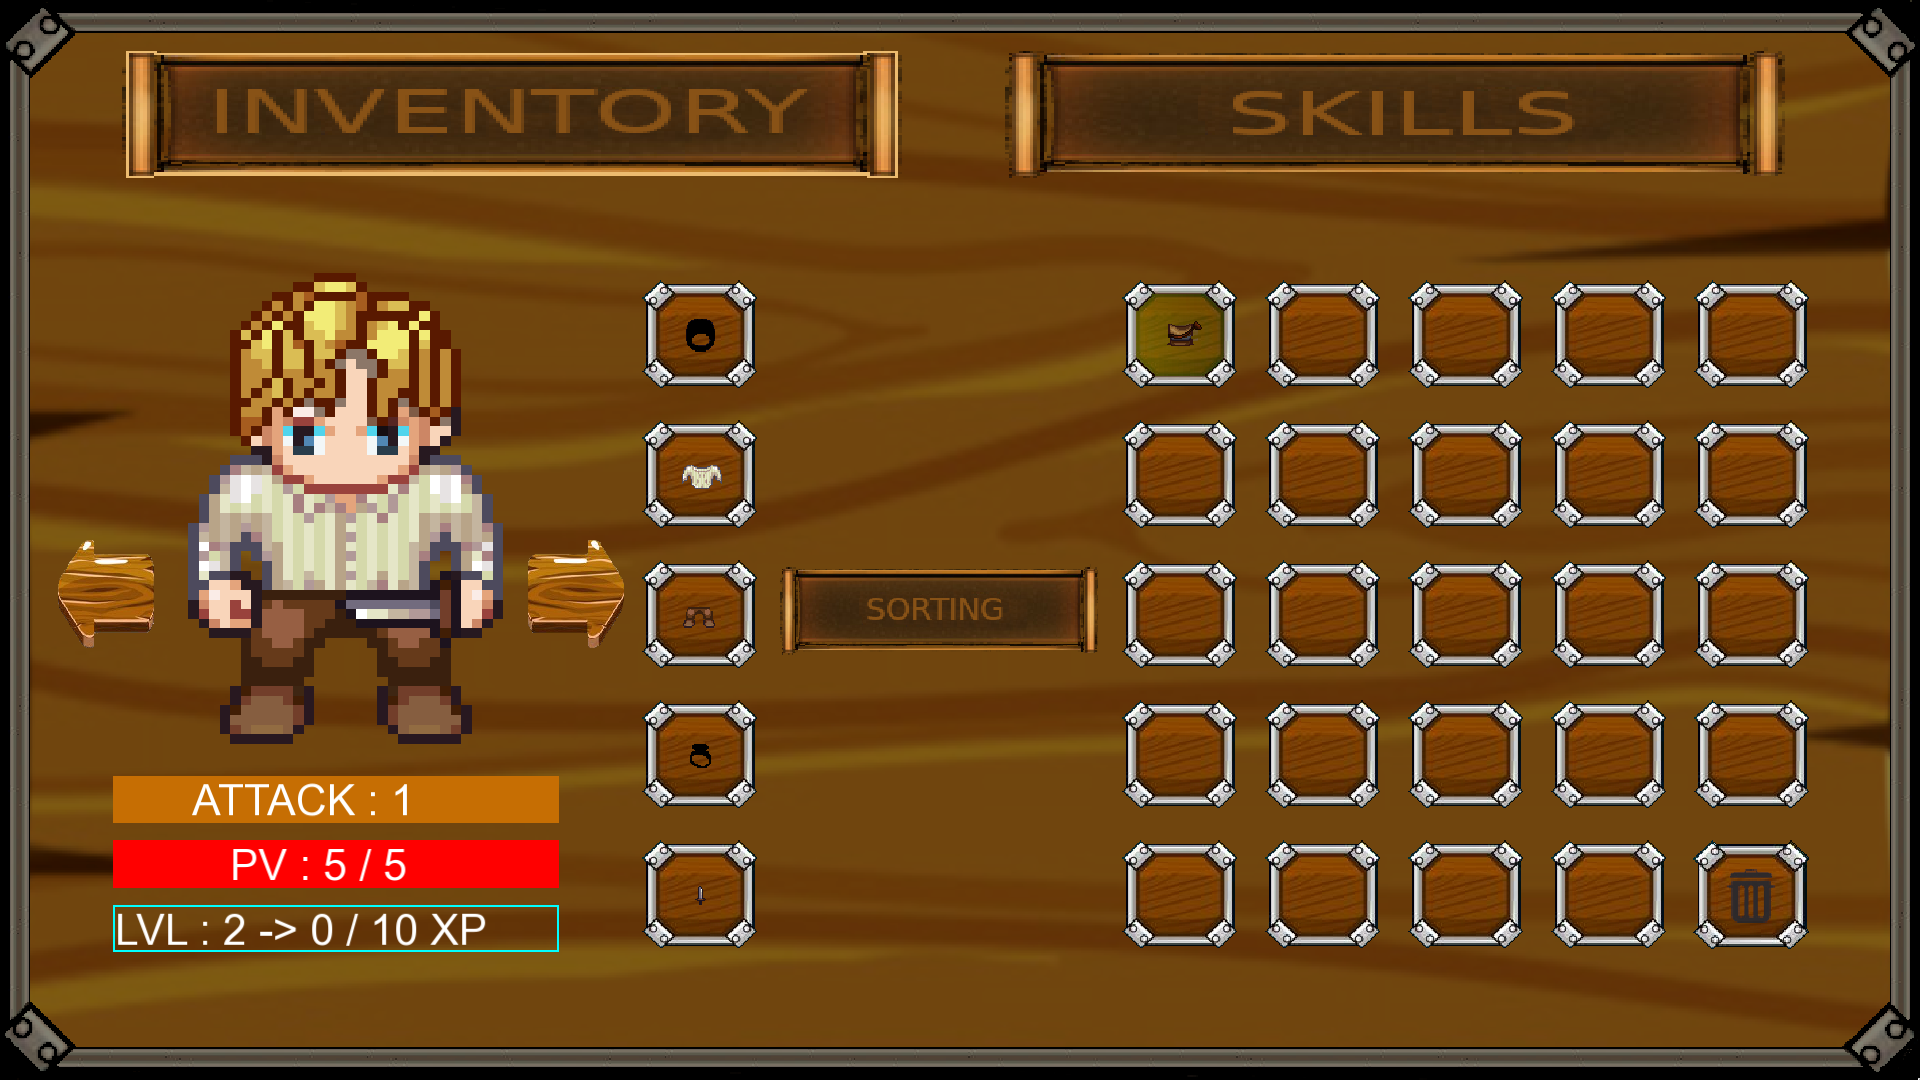 INVENTORY
SKILLS
SORTING
ATTACK : 1
PV : 5 / 5
LVL : 2 -> 0 / 10 XP